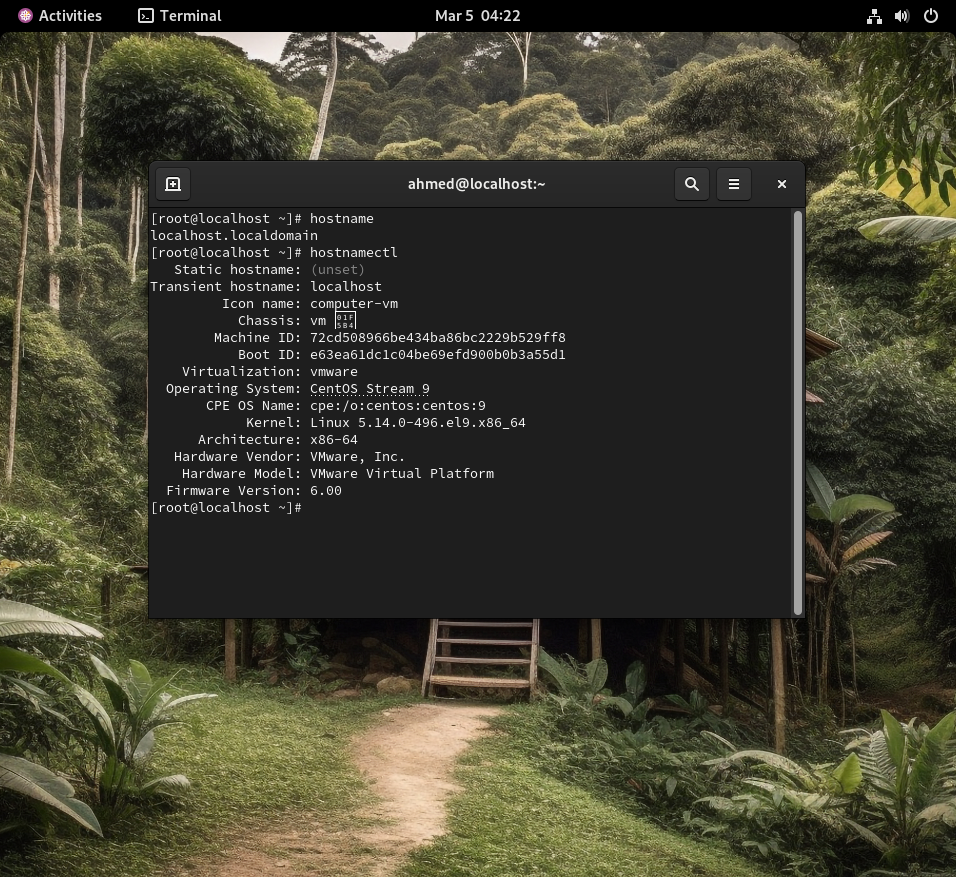 Activities Terminal Mar 5 04:22
ahmed@localhost:~
[root@localhost ~]# hostname
localhost.localdomain
[root@localhost ~]# hostnamectl
Static hostname: (unset)
Transient hostname: localhost
Icon name: computer-vm
Chassis: vm 🖴
Machine ID: 72cd508966be434ba86bc2229b529ff8
Boot ID: e63ea61dc1c04be69efd900b0b3a55d1
Virtualization: vmware
Operating System: CentOS Stream 9
CPE OS Name: cpe:/o:centos:centos:9
Kernel: Linux 5.14.0-496.el9.x86_64
Architecture: x86-64
Hardware Vendor: VMware, Inc.
Hardware Model: VMware Virtual Platform
Firmware Version: 6.00
[root@localhost ~]#